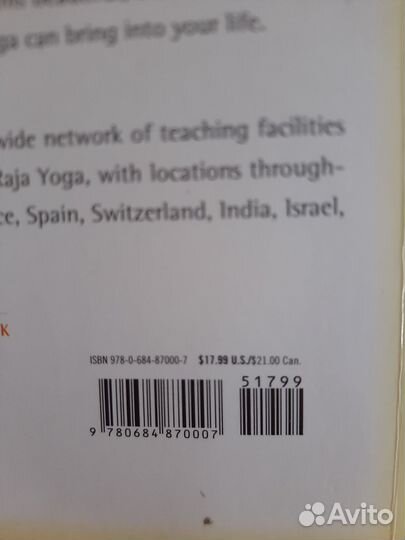 ga can bring into your life.
wide network of teaching facilities
Raja Yoga, with locations through-
ce, Spain, Switzerland, India, Israel,
K
ISBN 978-0-684-87000-7 $17.99 U.S./$21.00 Can.
51799
9 780684 870007
Avito